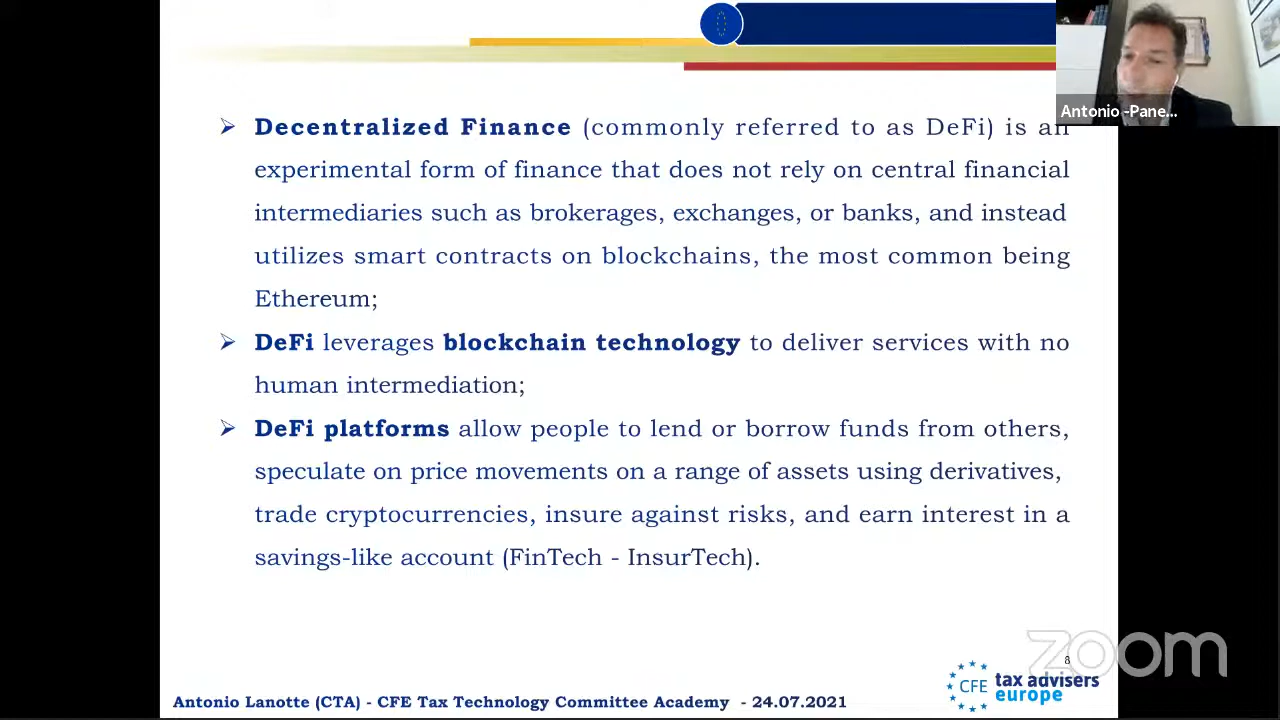 Antonio -Pane...
Decentralized Finance (commonly referred to as DeFi) is an
experimental form of finance that does not rely on central financial
intermediaries such as brokerages, exchanges, or banks, and instead
utilizes smart contracts on blockchains, the most common being
Ethereum;
DeFi leverages blockchain technology to deliver services with no
human intermediation;
DeFi platforms allow people to lend or borrow funds from others,
speculate on price movements on a range of assets using derivatives,
trade cryptocurrencies, insure against risks, and earn interest in a
savings-like account (FinTech - InsurTech).
zoom
8
CFE tax advisers
europe
Antonio Lanotte (CTA) - CFE Tax Technology Committee Academy - 24.07.2021